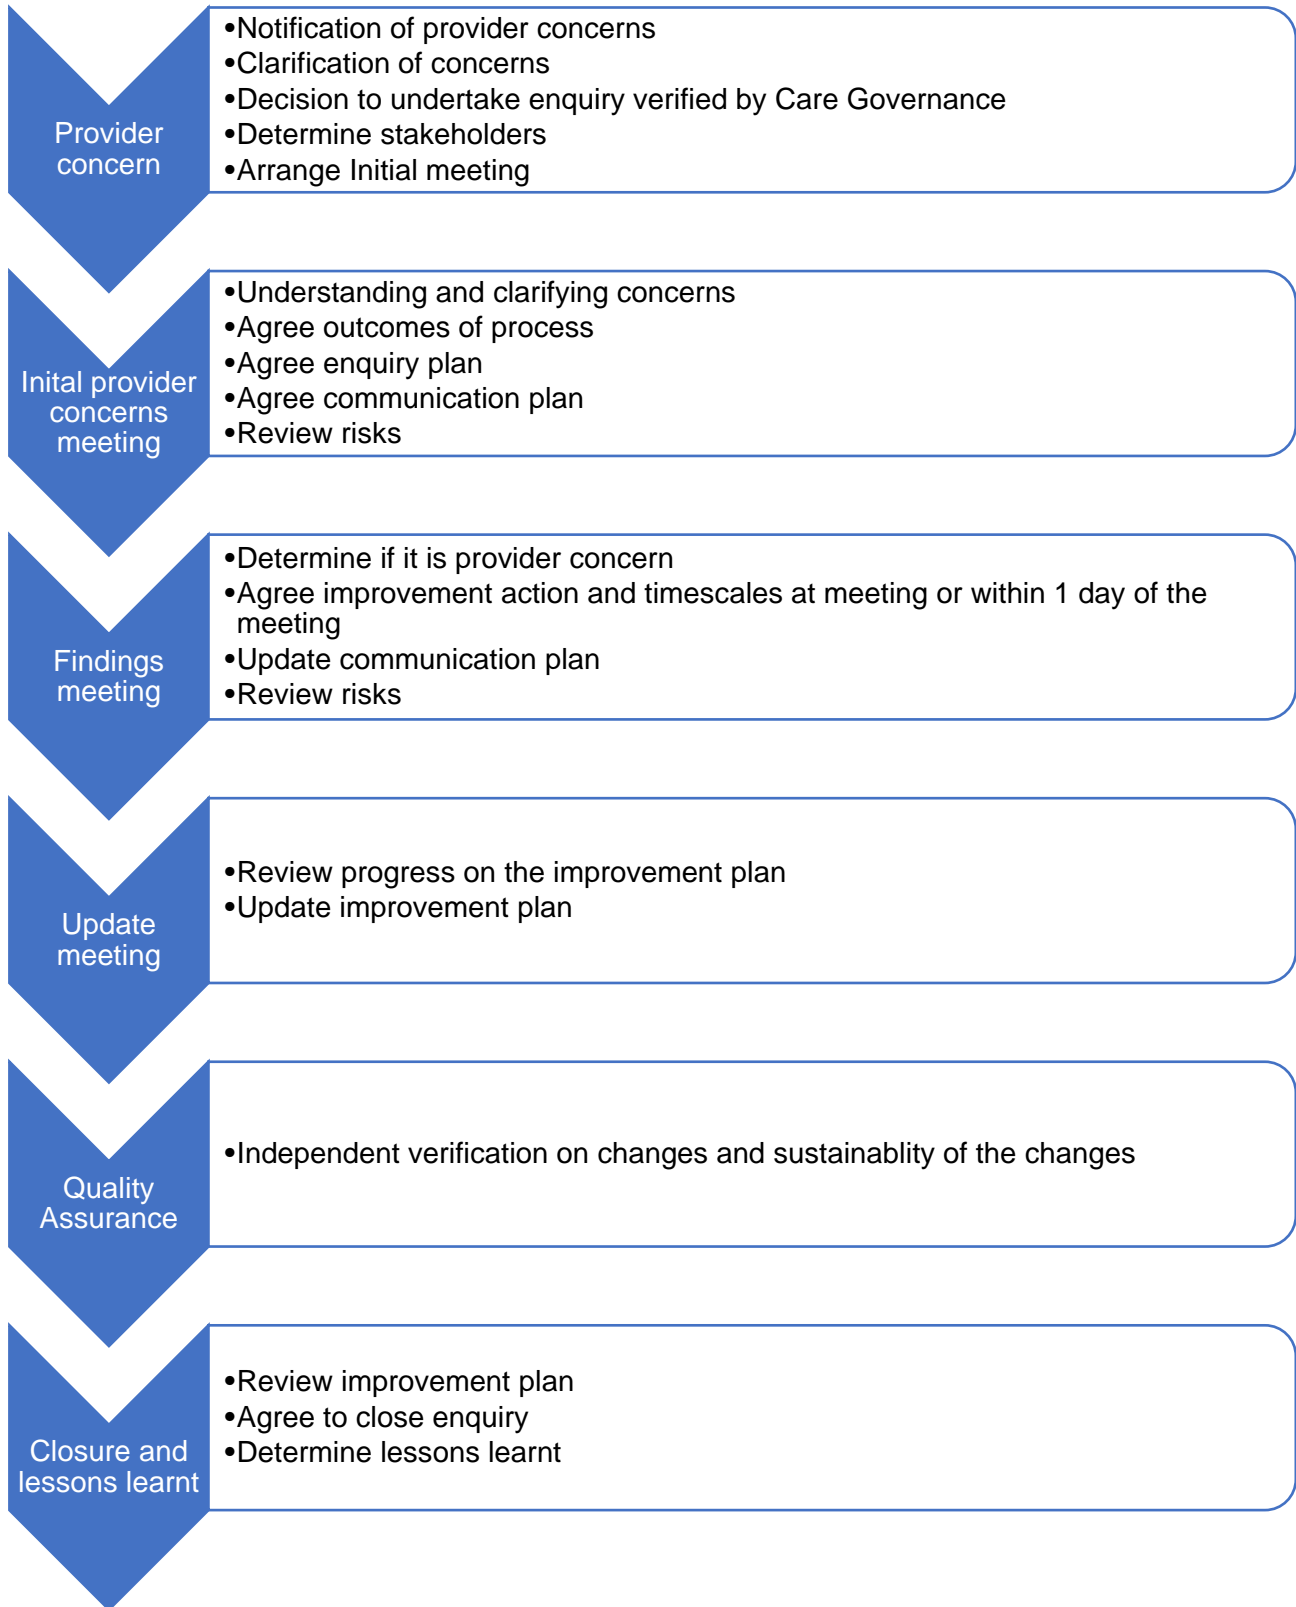 Provider
concern
•Notification of provider concerns
•Clarification of concerns
•Decision to undertake enquiry verified by Care Governance
•Determine stakeholders
•Arrange Initial meeting
Inital provider
concerns
meeting
•Understanding and clarifying concerns
•Agree outcomes of process
•Agree enquiry plan
•Agree communication plan
•Review risks
Findings
meeting
•Determine if it is provider concern
•Agree improvement action and timescales at meeting or within 1 day of the
meeting
•Update communication plan
•Review risks
Update
meeting
•Review progress on the improvement plan
•Update improvement plan
Quality
Assurance
•Independent verification on changes and sustainablity of the changes
Closure and
lessons learnt
•Review improvement plan
•Agree to close enquiry
•Determine lessons learnt